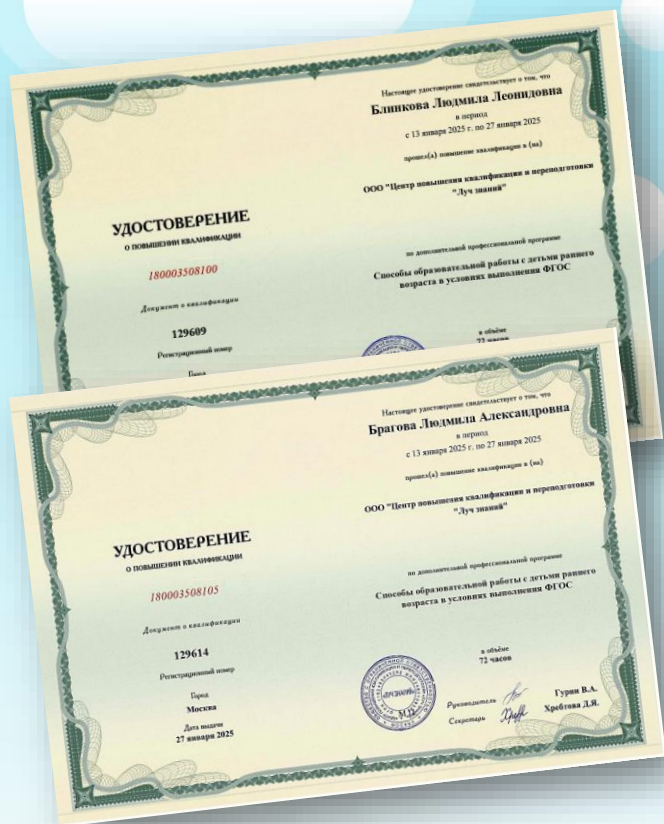 УДОСТОВЕРЕНИЕ
О ПОВЫШЕНИИ КВАЛИФИКАЦИИ
180003508100
Документ о квалификации
129609
Регистрационный номер
Город
Настоящее удостоверение свидетельствует о том, что
Блинкова Людмила Леонидовна
в период
с 13 января 2025 г. по 27 января 2025
прошел(а) повышение квалификации в (на)
ООО "Центр повышения квалификации и переподготовки
"Луч знаний"
по дополнительной профессиональной программе
Способы образовательной работы с детьми раннего
возраста в условиях выполнения ФГОС
в объёме
72 часов
УДОСТОВЕРЕНИЕ
О ПОВЫШЕНИИ КВАЛИФИКАЦИИ
180003508105
Документ о квалификации
129614
Регистрационный номер
Город
Москва
Дата выдачи
27 января 2025
Настоящее удостоверение свидетельствует о том, что
Брагова Людмила Александровна
в период
с 13 января 2025 г. по 27 января 2025
прошел(а) повышение квалификации в (на)
ООО "Центр повышения квалификации и переподготовки
"Луч знаний"
по дополнительной профессиональной программе
Способы образовательной работы с детьми раннего
возраста в условиях выполнения ФГОС
в объёме
72 часов
М.П.
Руководитель Гурин В.А.
Секретарь Хребтова Д.Я.